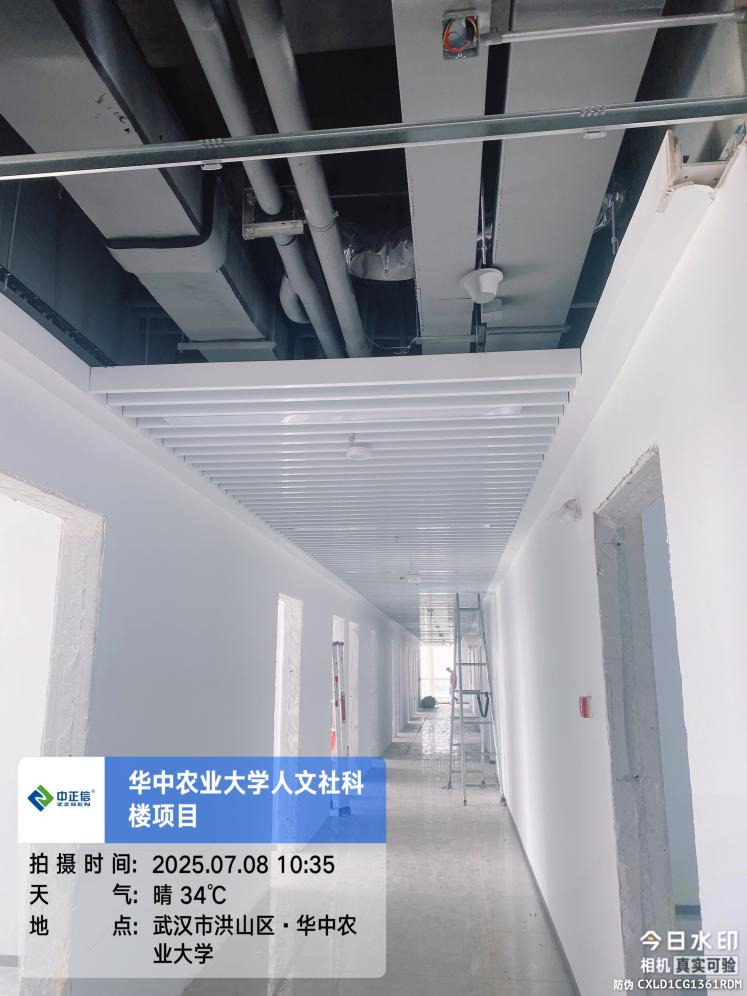 中正信®
ZZSEN
华中农业大学人文社科
楼项目
拍摄时间: 2025.07.08 10:35
天气: 晴 34℃
地点: 武汉市洪山区·华中农
业大学
今日水印
相机 真实可验
防伪 CXLD1CG1361RDM